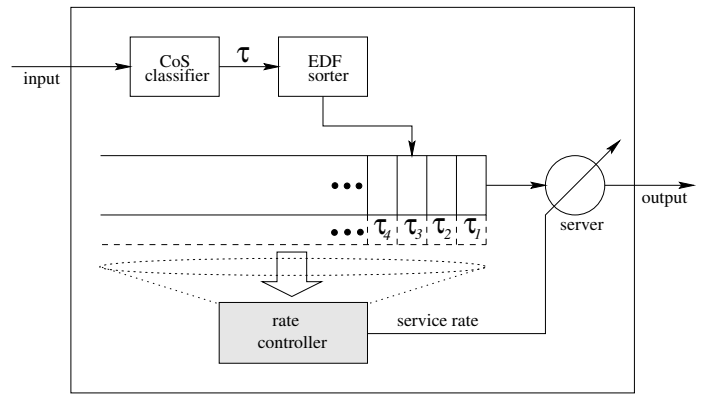 input
CoS
classifier
τ
EDF
sorter
•••
••• τ4 τ3 τ2 τ1
server
output
rate
controller
service rate